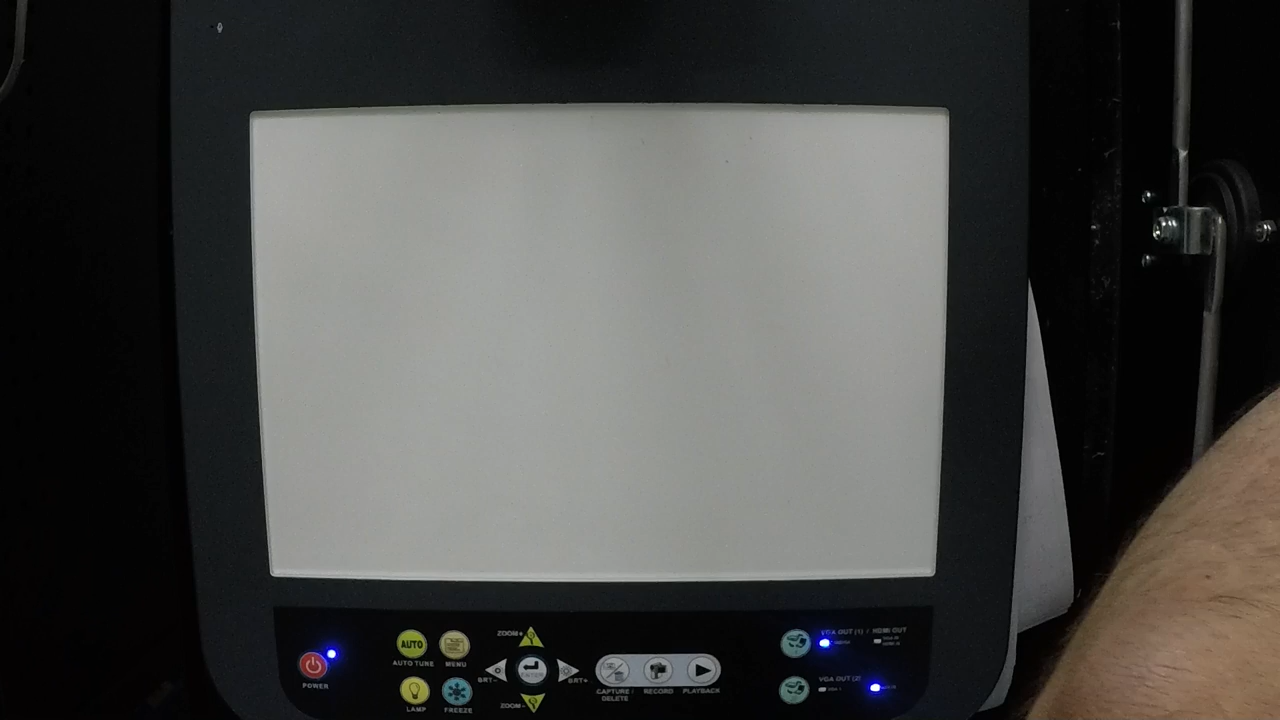 VGA OUT (1) / HDMI OUT
ZOOM+
AUTO
AUTO TUNE
MENU
ENTER
BRT-
BRT+
POWER
CAPTURE /
DELETE
RECORD
PLAYBACK
VGA OUT (2)
LAMP
FREEZE
ZOOM-